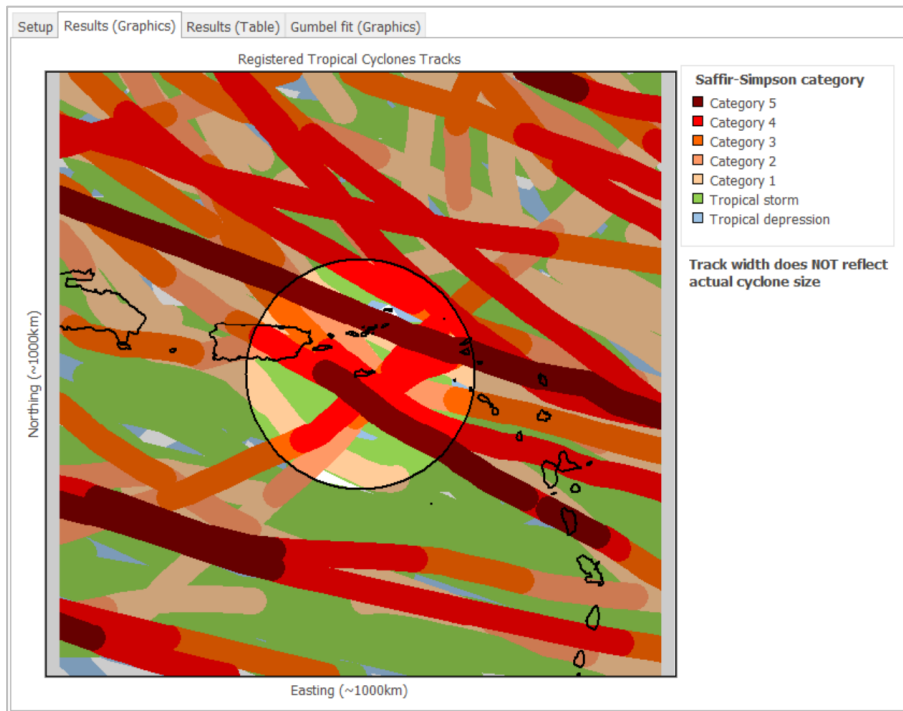 Setup
Results (Graphics)
Results (Table)
Gumbel fit (Graphics)
Registered Tropical Cyclones Tracks
Northing (~1000km)
Easting (~1000km)
Saffir-Simpson category
Category 5
Category 4
Category 3
Category 2
Category 1
Tropical storm
Tropical depression
Track width does NOT reflect
actual cyclone size